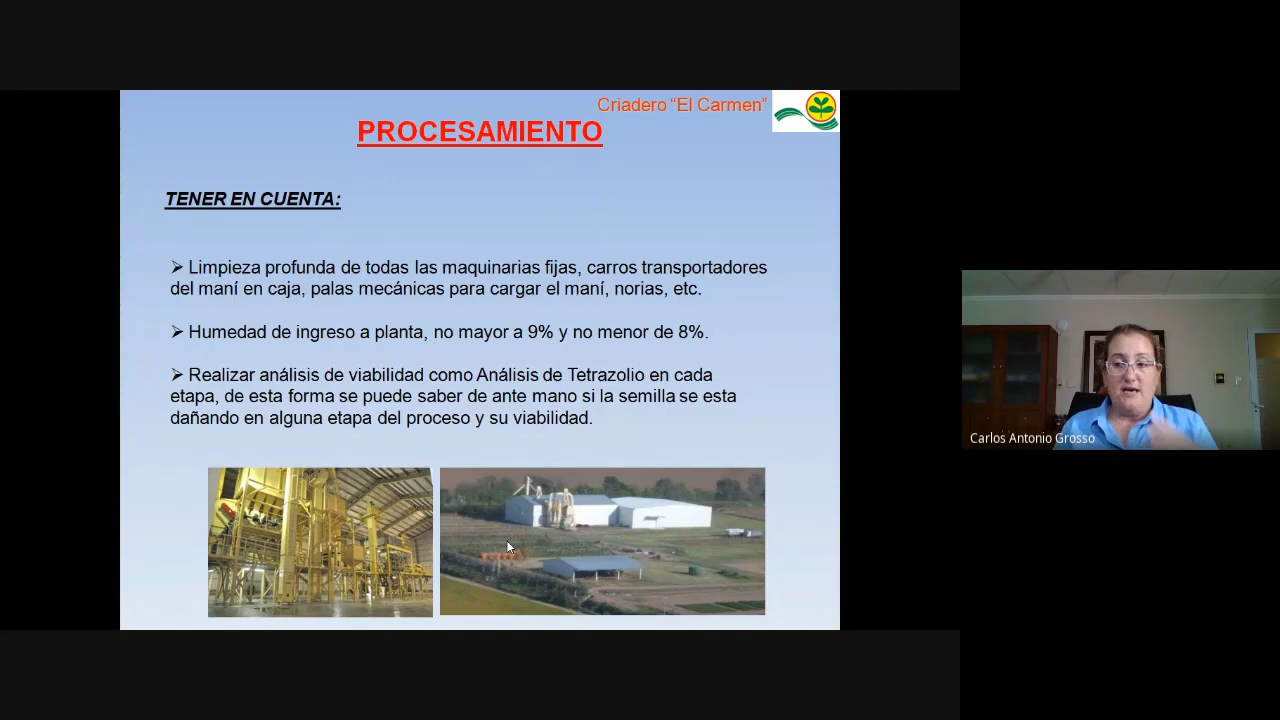 Criadero “El Carmen”
PROCESAMIENTO
TENER EN CUENTA:
➢ Limpieza profunda de todas las maquinarias fijas, carros transportadores
del maní en caja, palas mecánicas para cargar el maní, norias, etc.
➢ Humedad de ingreso a planta, no mayor a 9% y no menor de 8%.
➢ Realizar análisis de viabilidad como Análisis de Tetrazolio en cada
etapa, de esta forma se puede saber de ante mano si la semilla se esta
dañando en alguna etapa del proceso y su viabilidad.
Carlos Antonio Grosso